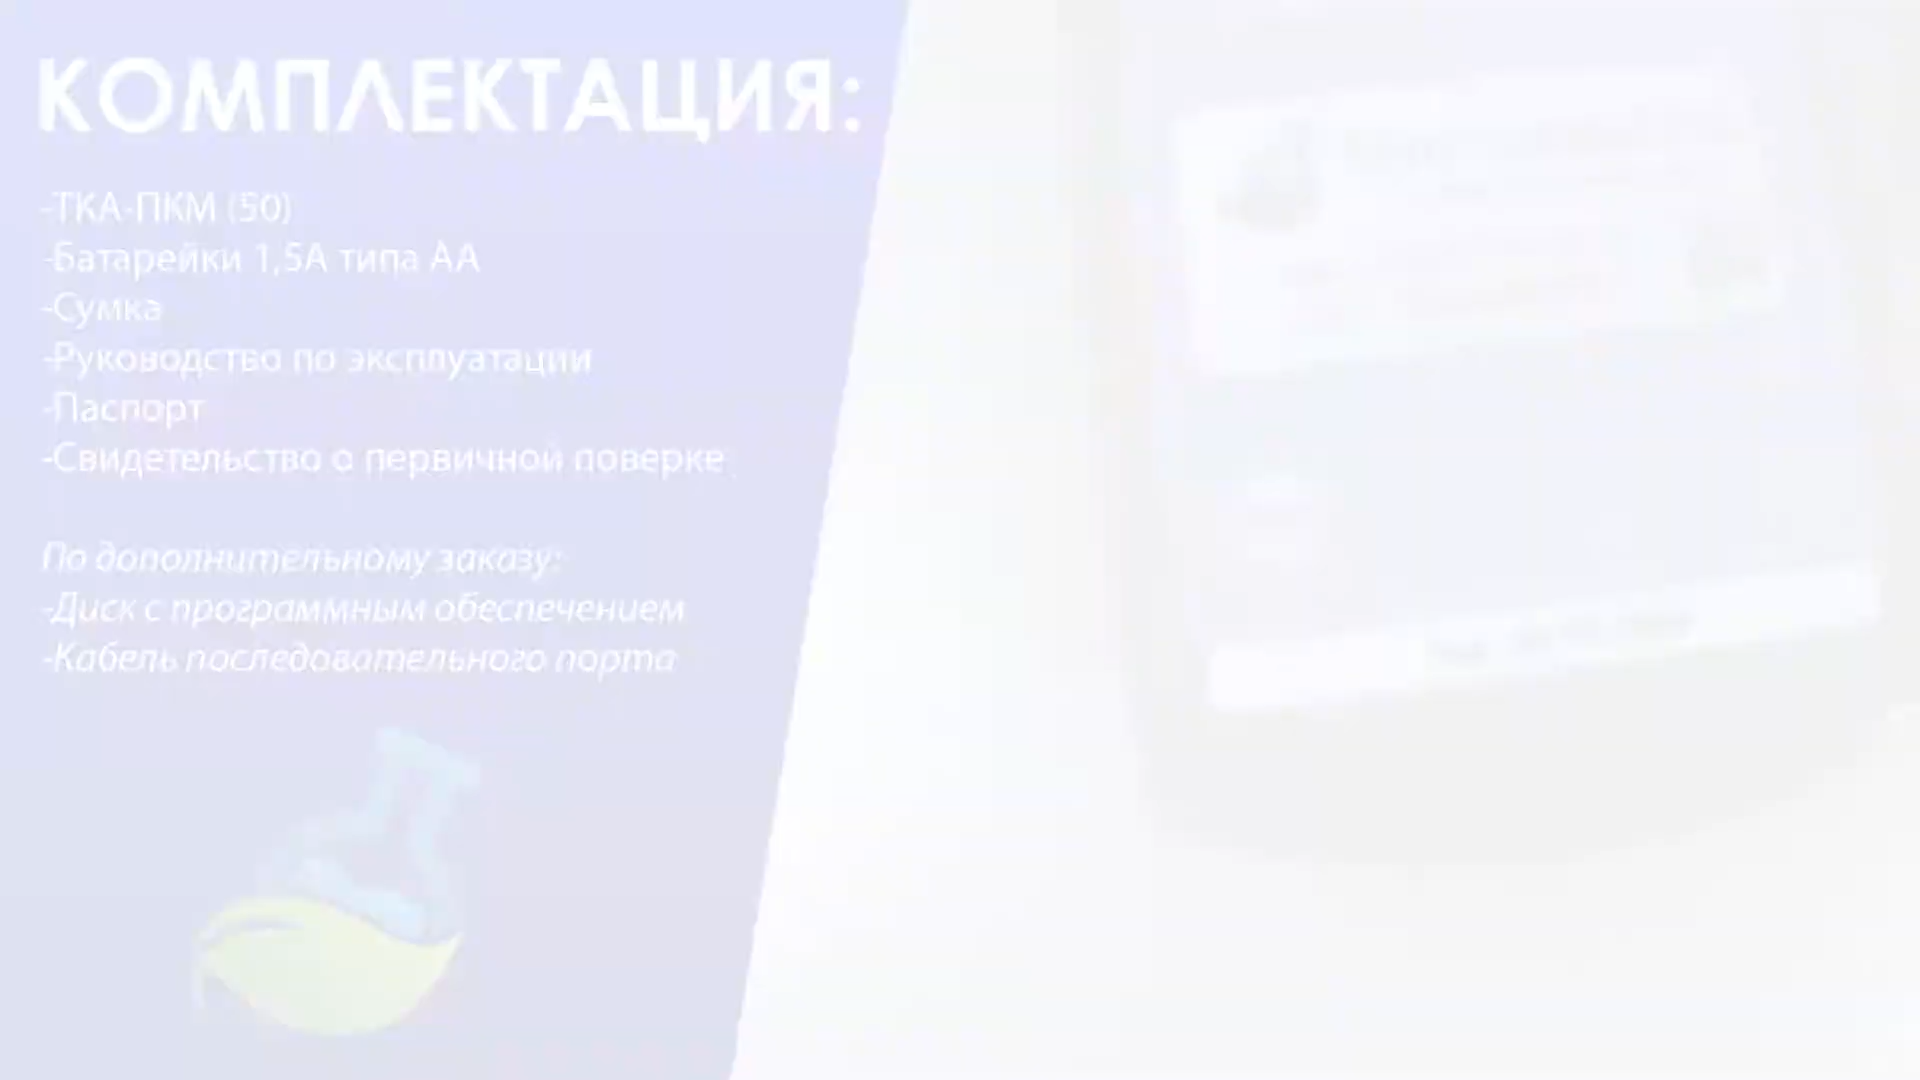 КОМПЛЕКТАЦИЯ:
-ТКА-ПКМ (50)
-Батарейки 1,5А типа АА
-Сумка
-Руководство по эксплуатации
-Паспорт
-Свидетельство о первичной поверке
По дополнительному заказу:
-Диск с программным обеспечением
-Кабель последовательного порта